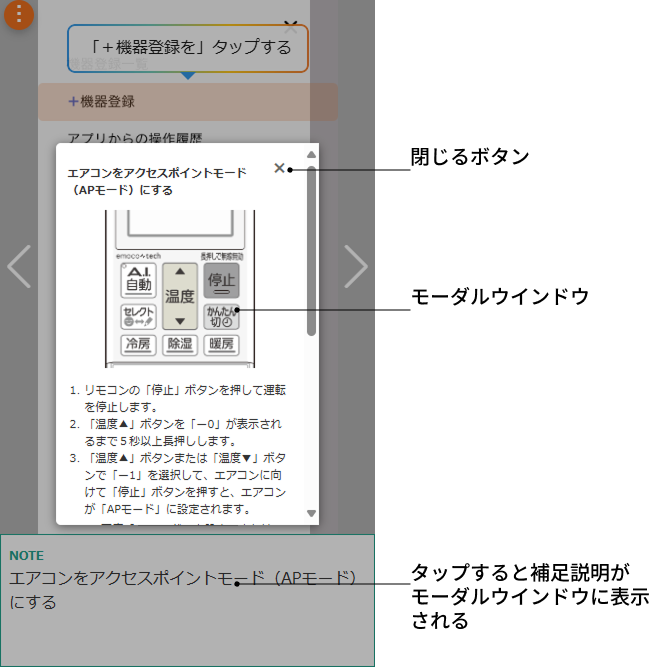 「＋機器登録を」タップする
機器登録一覧
＋機器登録
アプリからの操作履歴
エアコンをアクセスポイントモード
（APモード）にする
emoco-tech 長押しで無線有効
A.I.
自動
温度
停止
セレクト
かんたん
切
冷房 除湿 暖房
1. リモコンの「停止」ボタンを押して運転
を停止します。
2. 「温度▲」ボタンを「ー0」が表示され
るまで５秒以上長押しします。
3. 「温度▲」ボタンまたは「温度▼」ボタ
ンで「ー1」を選択して、エアコンに向
けて「停止」ボタンを押すと、エアコン
が「APモード」に設定されます。
NOTE
エアコンをアクセスポイントモード（APモード）
にする
閉じるボタン
モーダルウインドウ
タップすると補足説明が
モーダルウインドウに表示
される